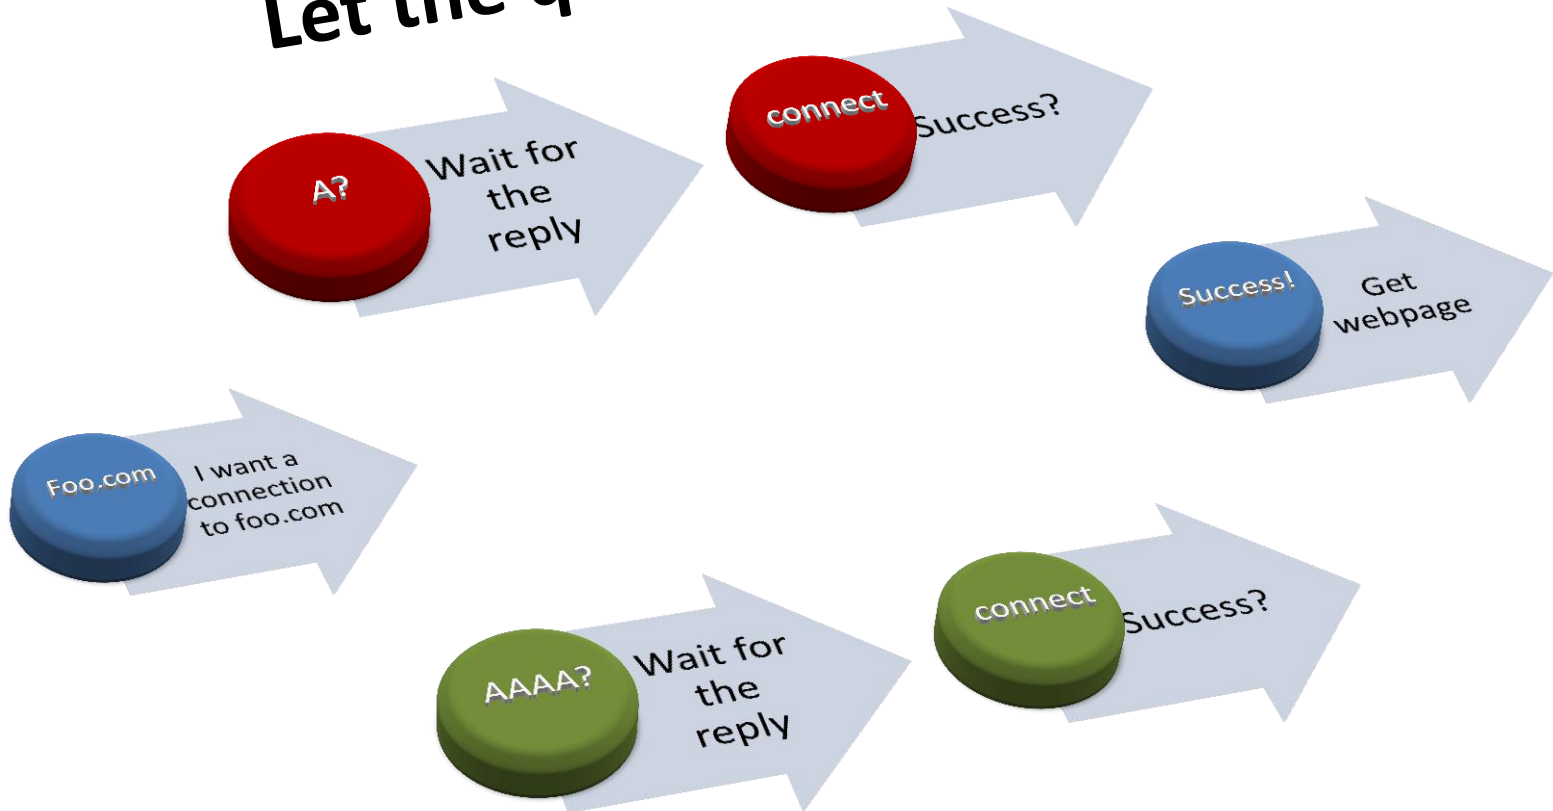 Let the
A?
Wait for
the
reply
connect
Success?
Success!
Get
webpage
Foo.com
I want a
connection
to foo.com
AAAA?
Wait for
the
reply
connect
Success?